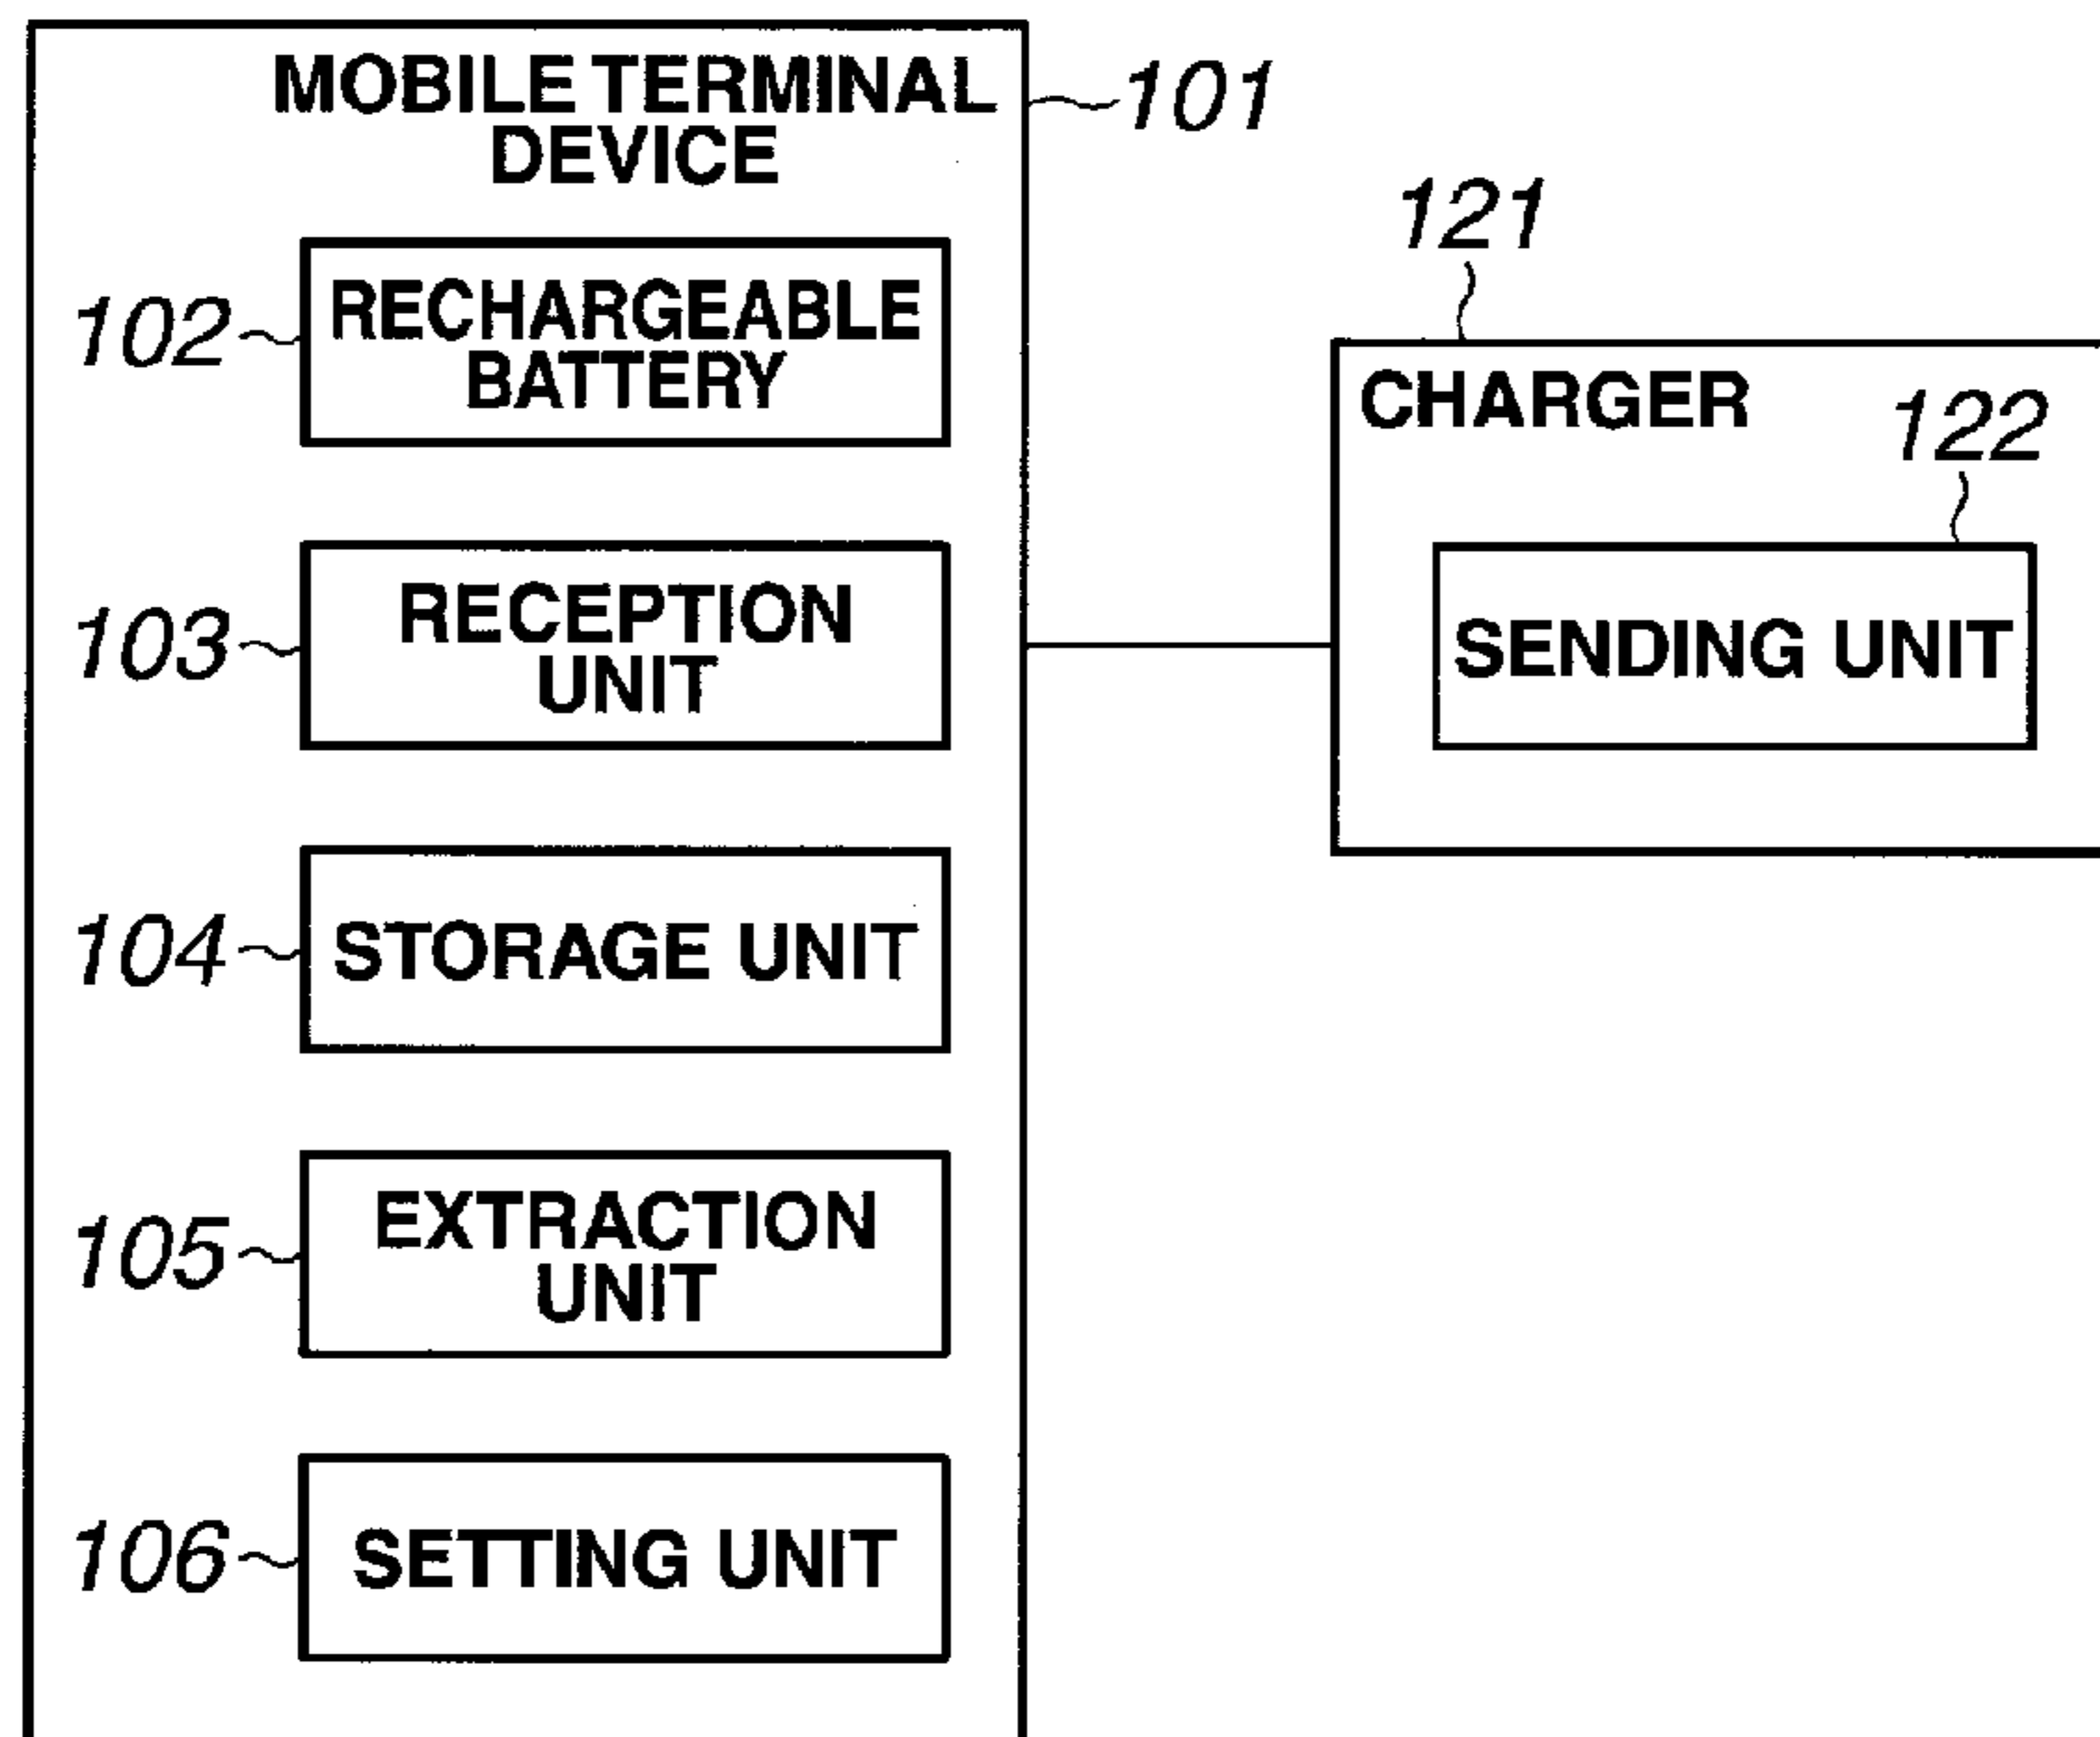 MOBILE TERMINAL
DEVICE
101
102
RECHARGEABLE
BATTERY
103
RECEPTION
UNIT
104
STORAGE UNIT
105
EXTRACTION
UNIT
106
SETTING UNIT
121
CHARGER
122
SENDING UNIT